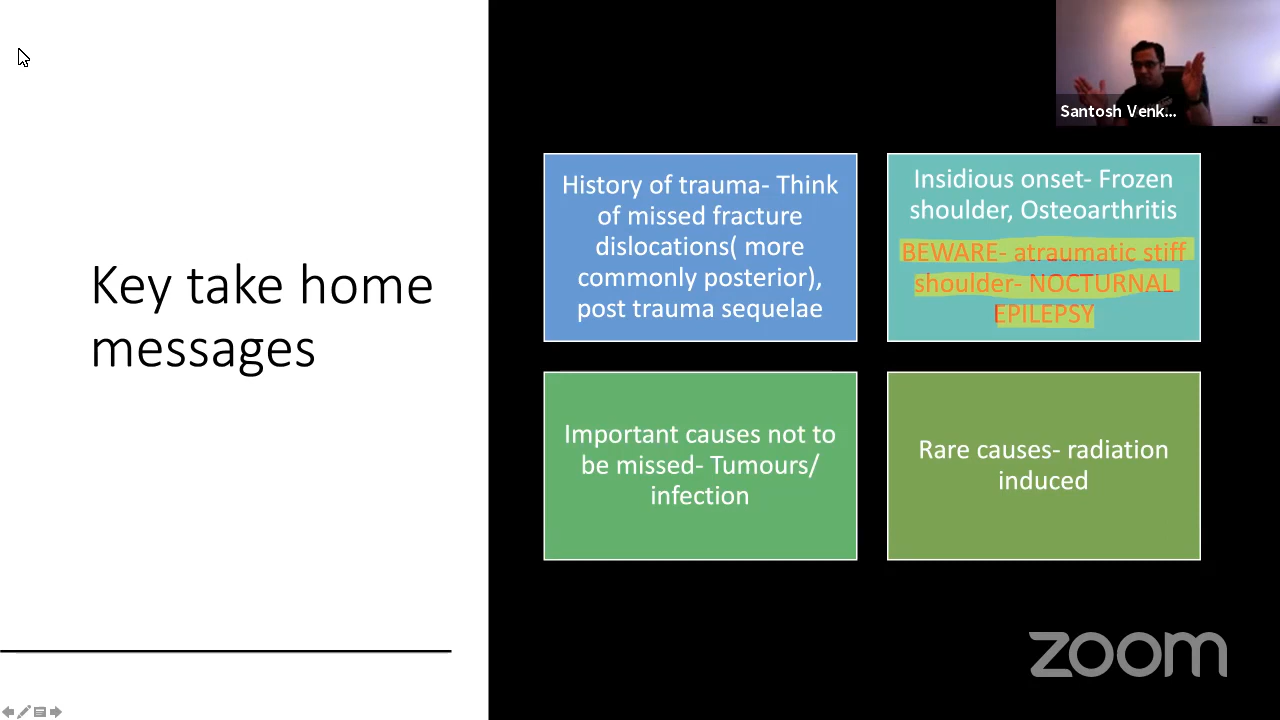 Santosh Venk...
Key take home
messages
History of trauma- Think
of missed fracture
dislocations( more
commonly posterior),
post trauma sequelae
Insidious onset- Frozen
shoulder, Osteoarthritis
BEWARE- atraumatic stiff
shoulder- NOCTURNAL
EPILEPSY
Important causes not to
be missed- Tumours/
infection
Rare causes- radiation
induced
zoom